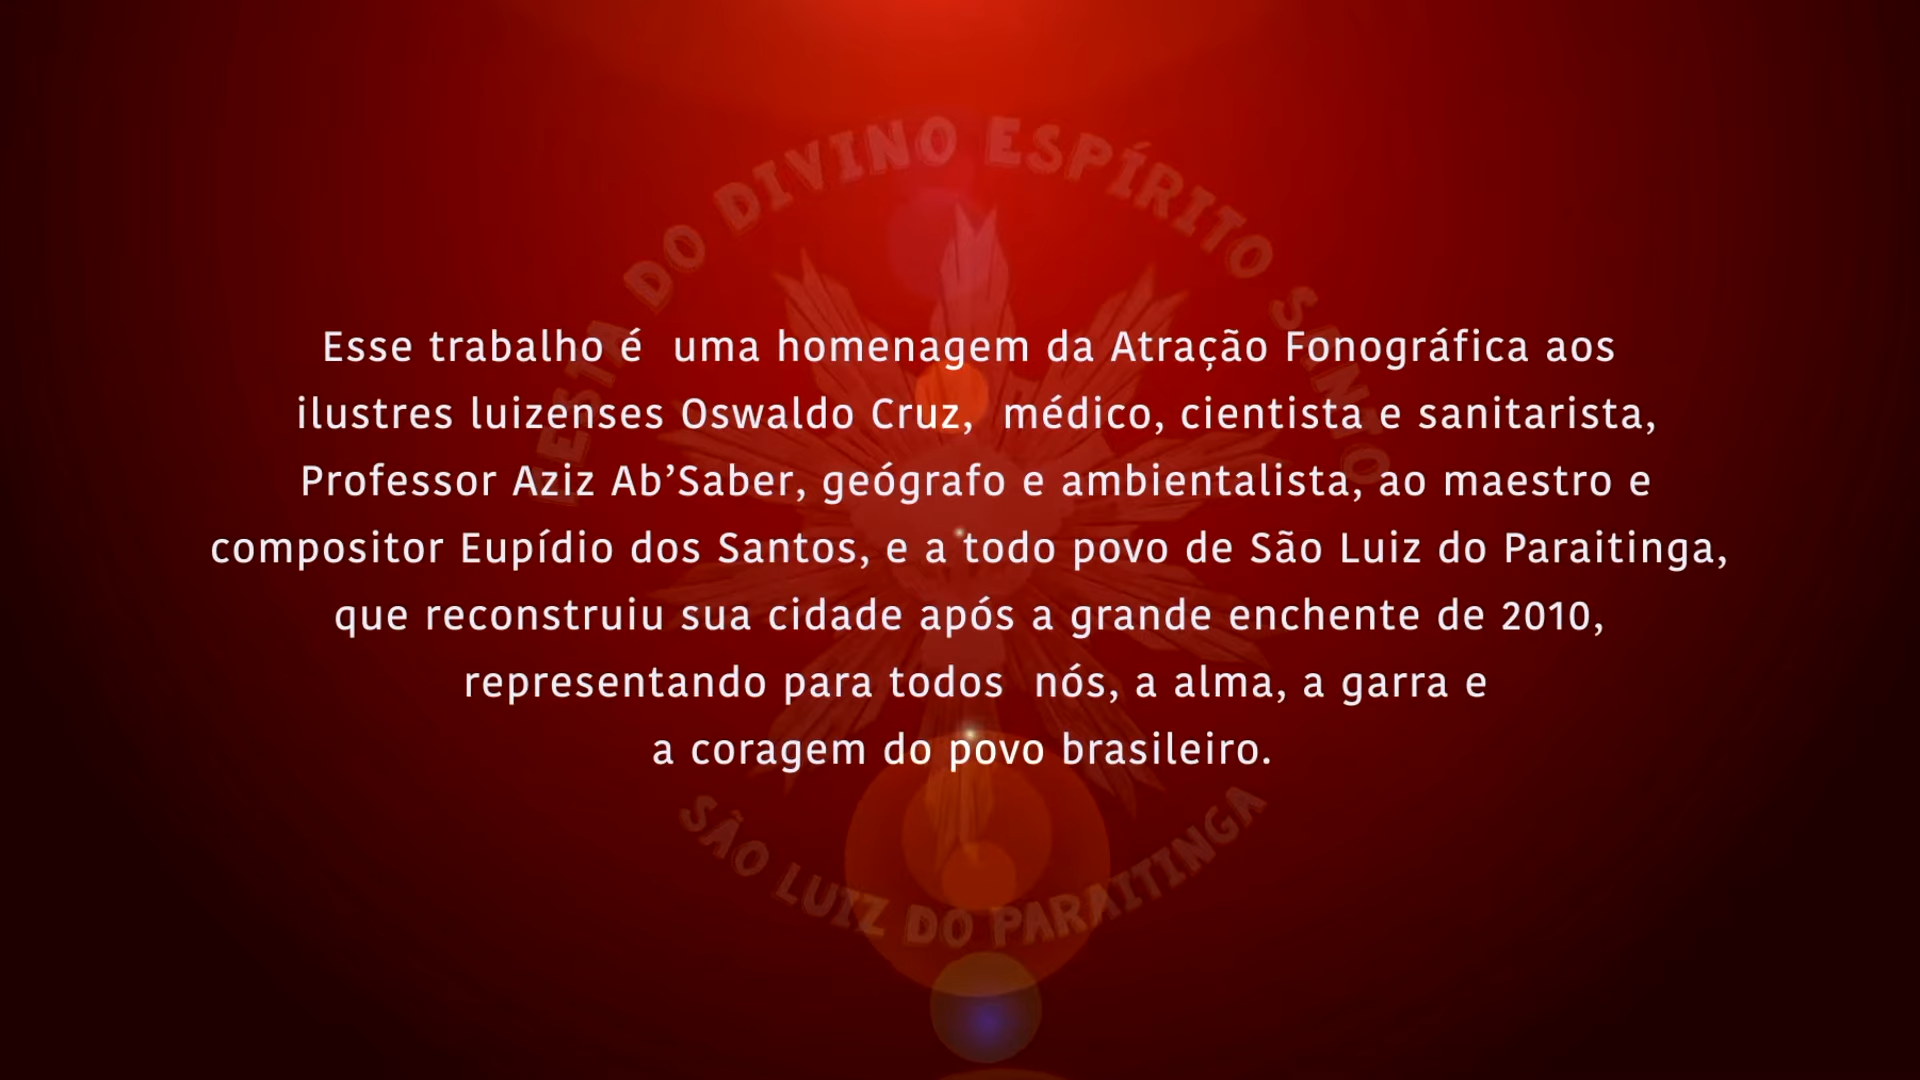 FESTA DO DIVINO ESPÍRITO SANTO
Esse trabalho é uma homenagem da Atração Fonográfica aos
ilustres luizenses Oswaldo Cruz, médico, cientista e sanitarista,
Professor Aziz Ab’Saber, geógrafo e ambientalista, ao maestro e
compositor Eupídio dos Santos, e a todo povo de São Luiz do Paraitinga,
que reconstruiu sua cidade após a grande enchente de 2010,
representando para todos nós, a alma, a garra e
a coragem do povo brasileiro.
SÃO LUIZ DO PARAITINGA